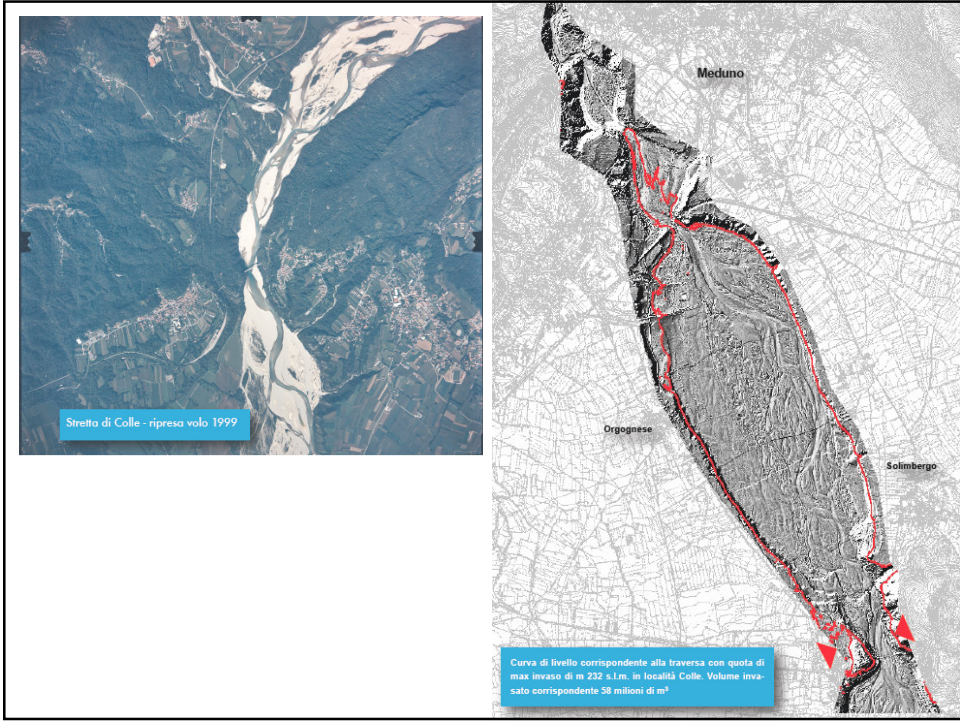 Stretta di Colle - ripresa volo 1999
Meduno
Orgognese
Solimbergo
Curva di livello corrispondente alla traversa con quota di
max invaso di m 232 s.l.m. in località Colle. Volume inva-
sato corrispondente 58 milioni di m³